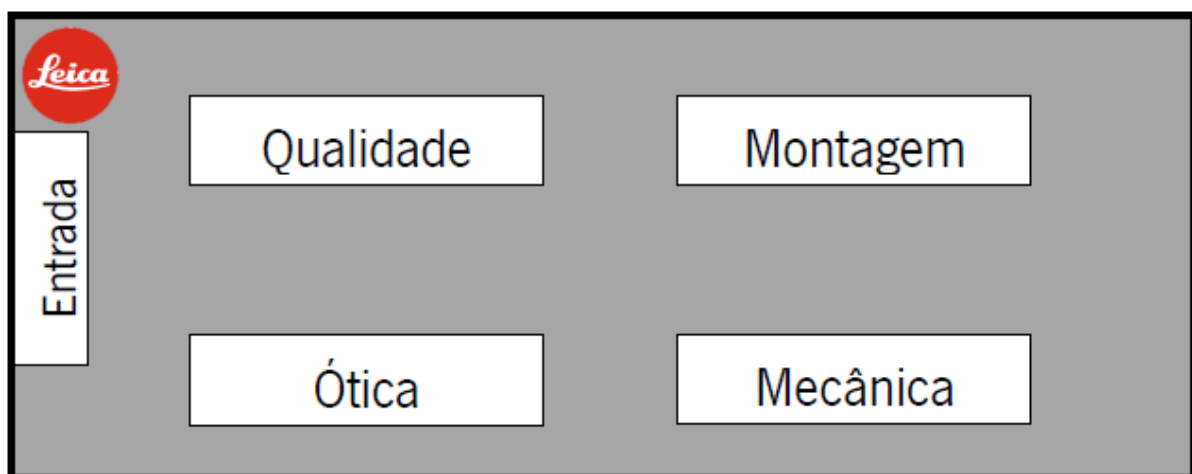 Leica
Qualidade
Montagem
Entrada
Ótica
Mecânica